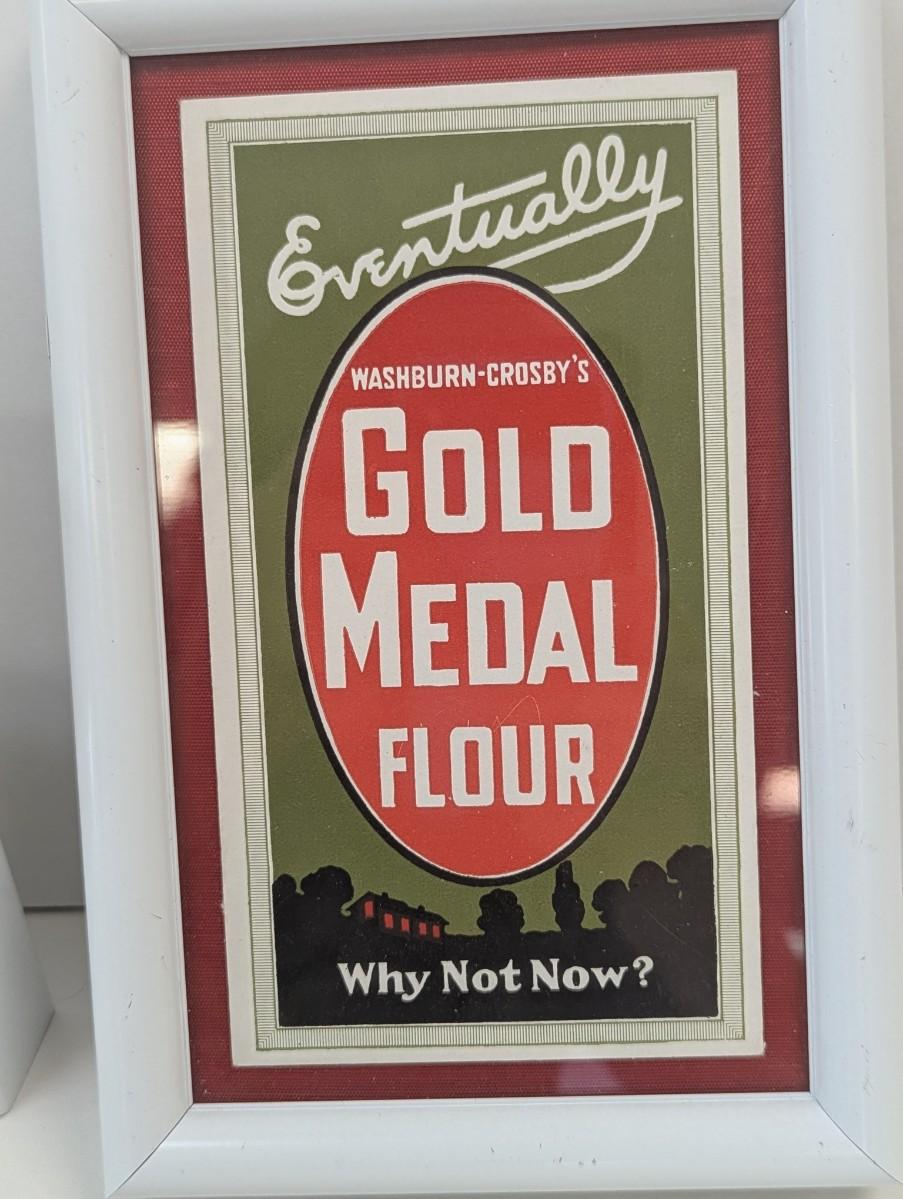 Eventually
WASHBURN-CROSBY'S
GOLD
MEDAL
FLOUR
Why Not Now?